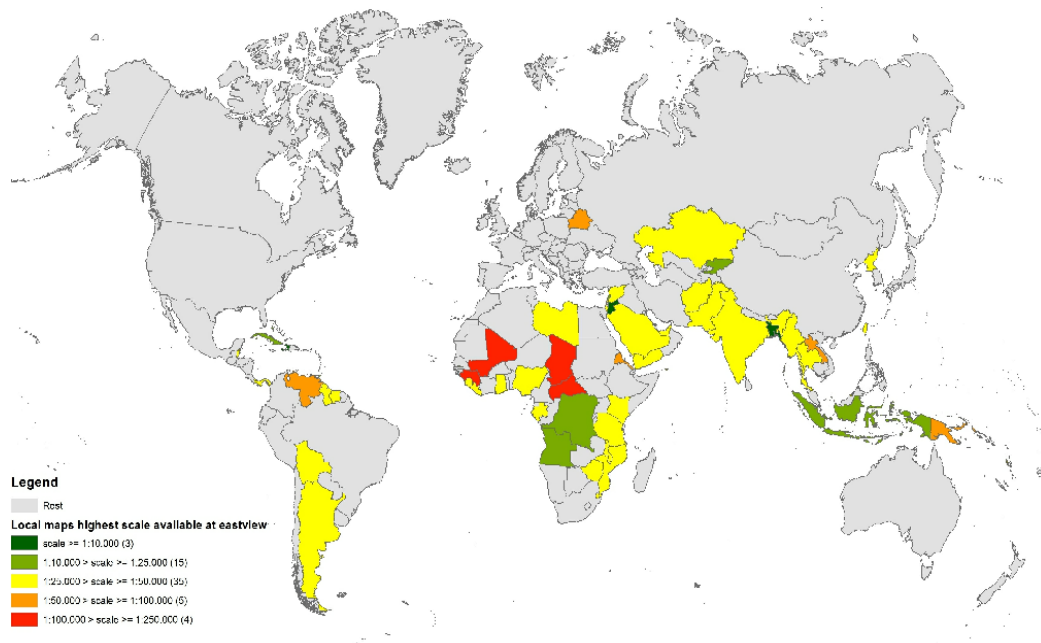 Legend
Rest
Local maps highest scale available at eastview
scale >= 1:10.000 (3)
1:10.000 > scale >= 1:25.000 (15)
1:25.000 > scale >= 1:50.000 (35)
1:50.000 > scale >= 1:100.000 (5)
1:100.000 > scale >= 1:250.000 (4)